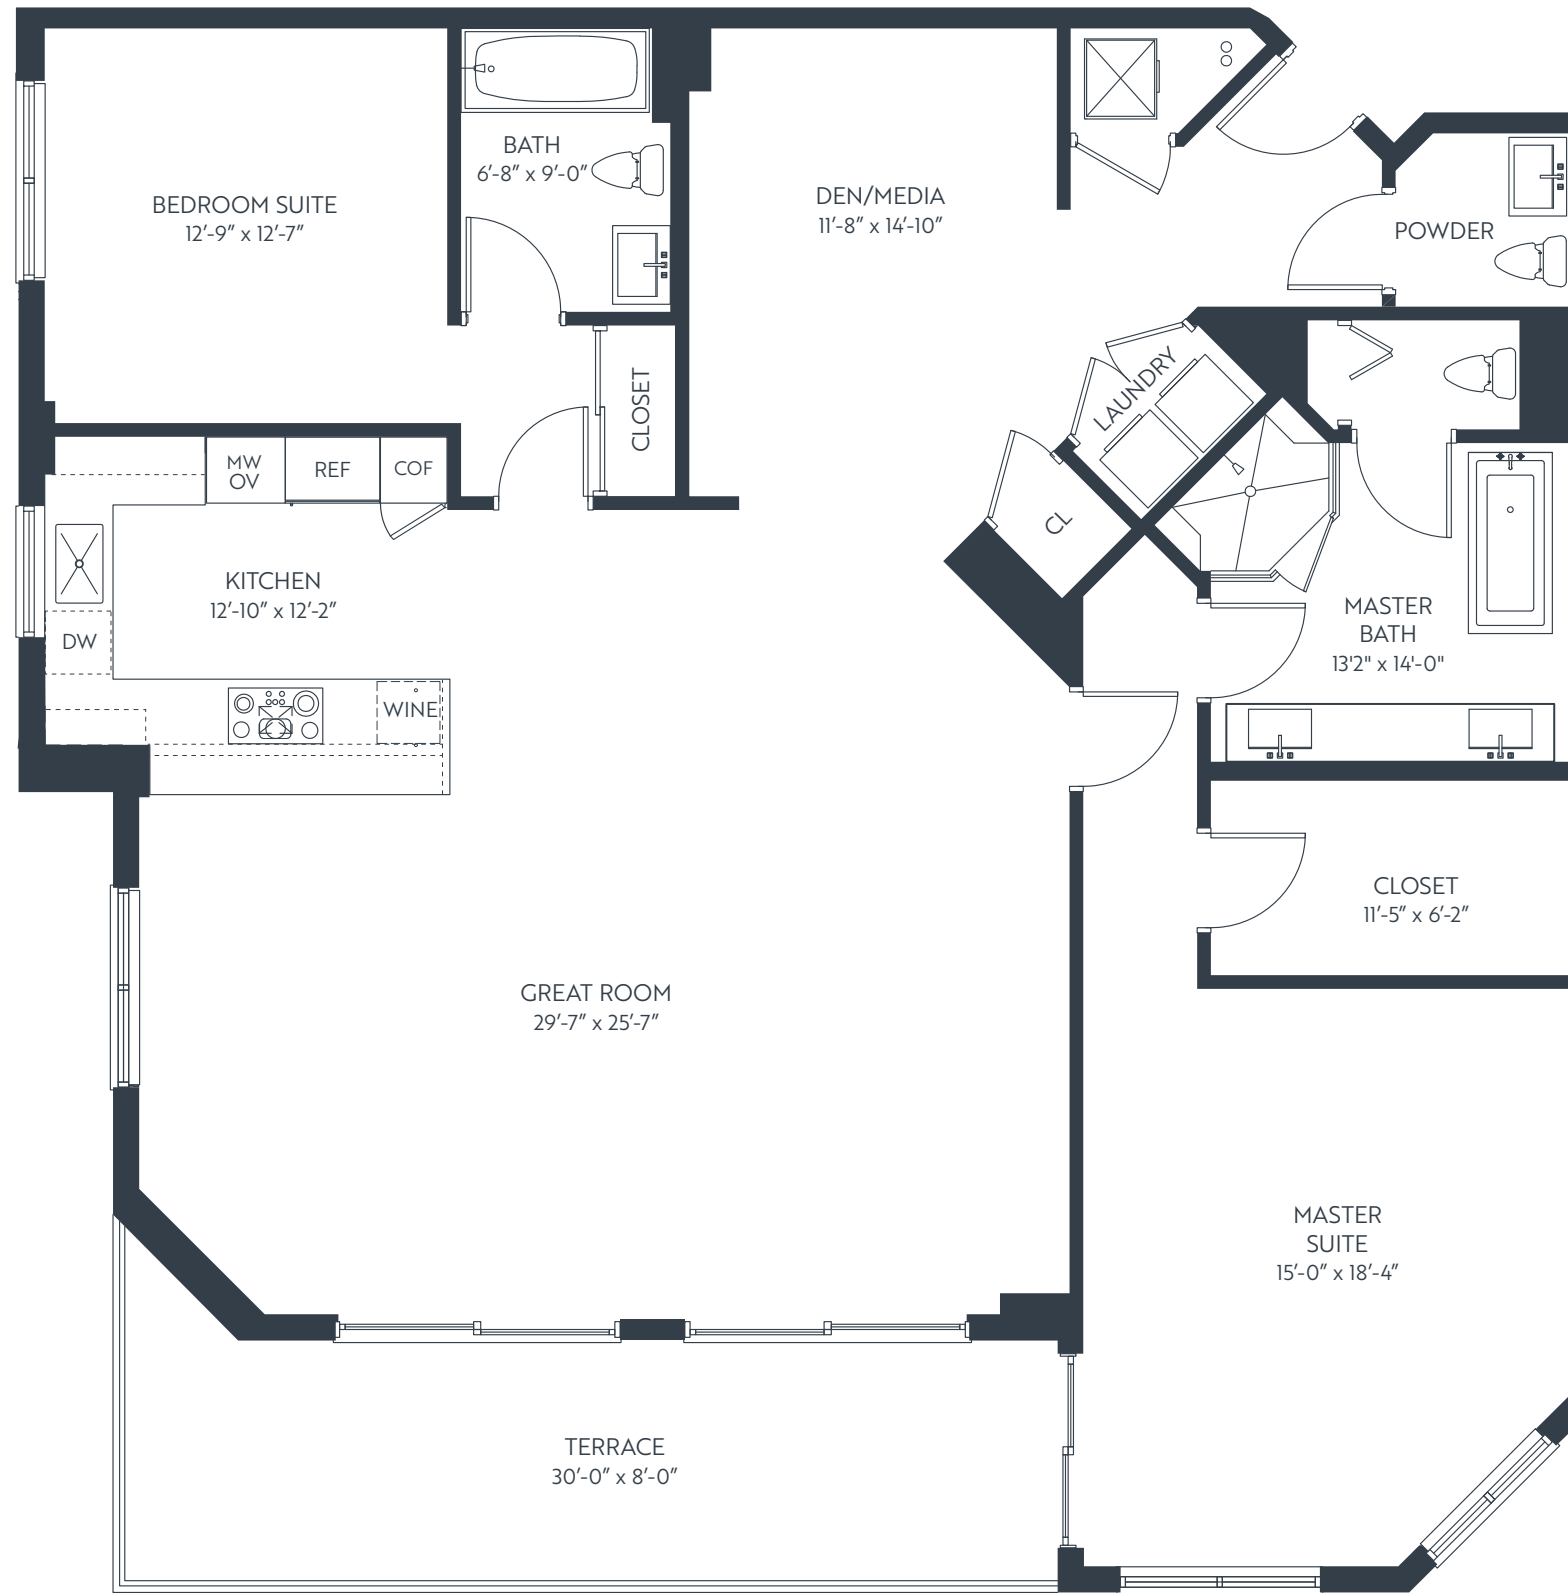 BATH
6'-8" x 9'-0"
BEDROOM SUITE
12'-9" x 12'-7"
DEN/MEDIA
11'-8" x 14'-10"
POWDER
LAUNDRY
CLOSET
MW
OV
REF
COF
CL
KITCHEN
12'-10" x 12'-2"
DW
WINE
MASTER
BATH
13'2" x 14'-0"
CLOSET
11'-5" x 6'-2"
GREAT ROOM
29'-7" x 25'-7"
MASTER
SUITE
15'-0" x 18'-4"
TERRACE
30'-0" x 8'-0"